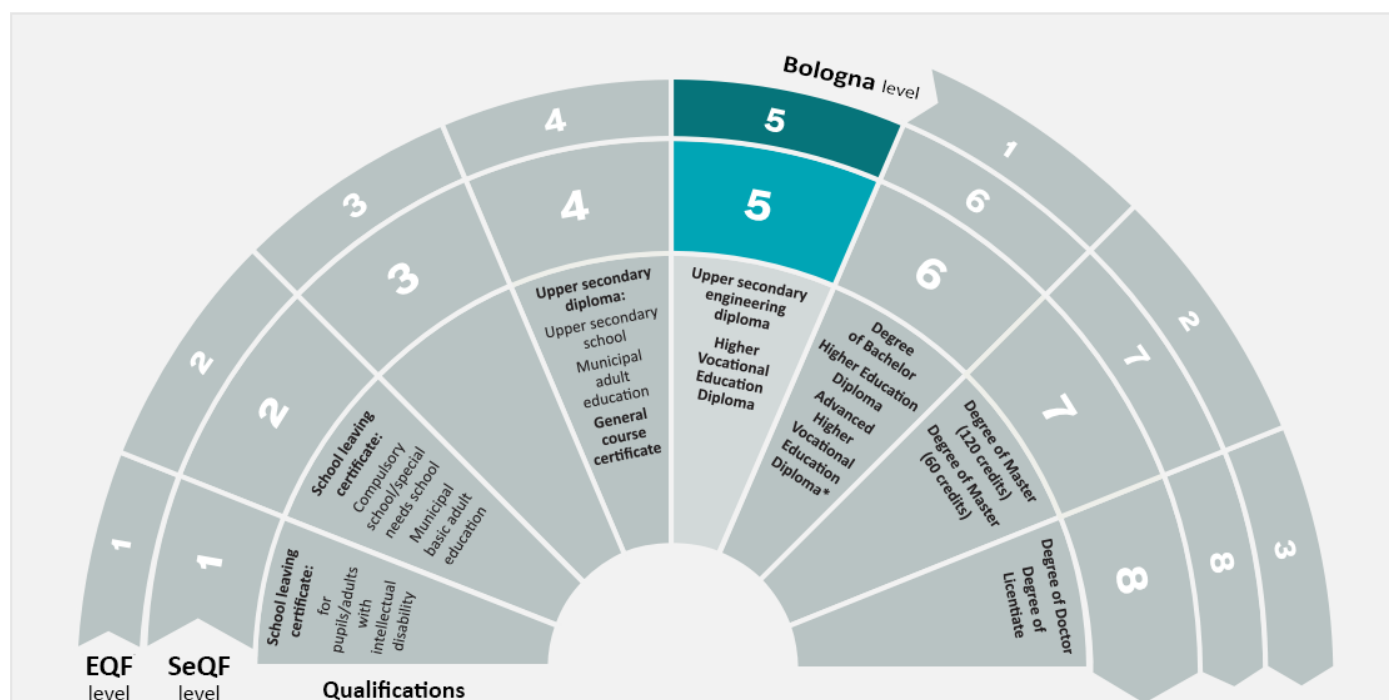 Bologna level
1
2
3
4
5
6
7
8
1
2
3
1
2
3
4
5
6
7
8
School leaving
certificate:
for
pupils/adults
with
intellectual
disability
School leaving
certificate:
Compulsory
school/special
needs school
Municipal
basic adult
education
Upper secondary
diploma:
Upper secondary
school
Municipal
adult
education
General
course
certificate
Upper secondary
engineering
diploma
Higher
Vocational
Education
Diploma
Degree
of Bachelor
Higher Education
Diploma
Advanced
Higher
Vocational
Education
Diploma*
Degree of Master
(120 credits)
Degree of Master
(60 credits)
Degree of Doctor
Degree of
Licentiate
EQF
level
SeQF
level
Qualifications